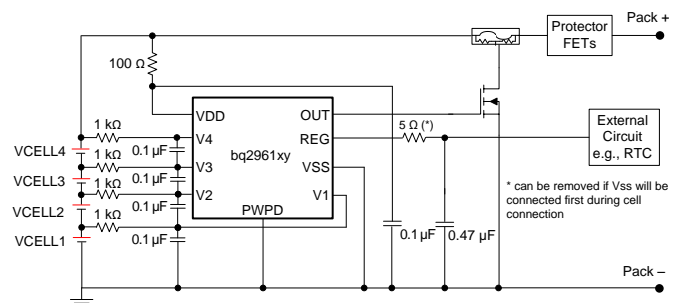 Pack +
Protector
FETs
100 Ω
VDD
OUT
1 kΩ
5 Ω (*)
External
Circuit
e.g., RTC
V4
REG
VCELL4
0.1 µF
1 kΩ
bq2961xy
V3
VSS
VCELL3
0.1 µF
1 kΩ
V2
V1
* can be removed if Vss will be
connected first during cell
connection
VCELL2
0.1 µF
1 kΩ
PWPD
VCELL1
0.1 µF
0.1 µF
0.47 µF
Pack –